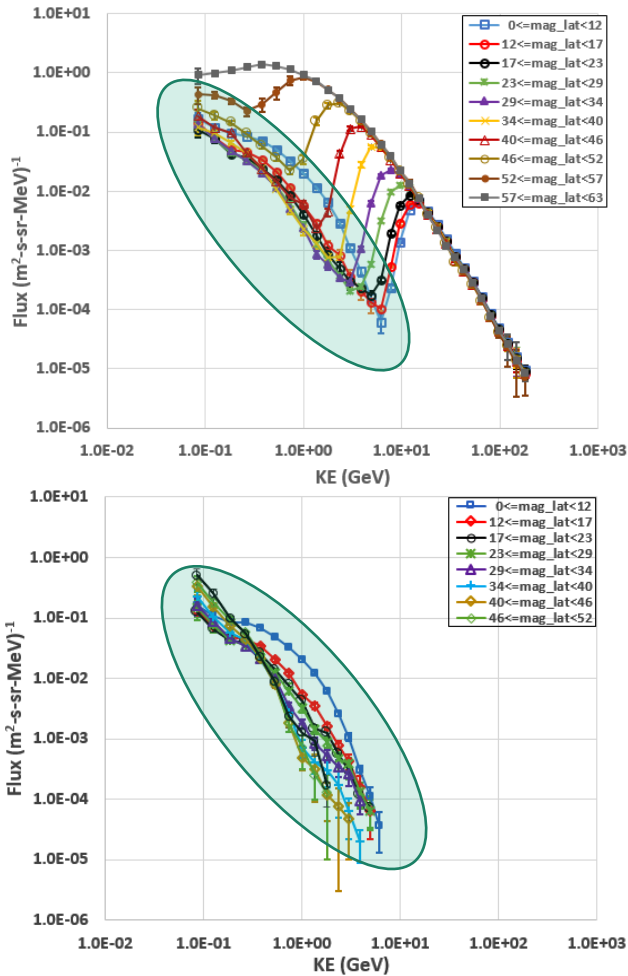 1.0E+01
1.0E+00
1.0E-01
1.0E-02
1.0E-03
1.0E-04
1.0E-05
1.0E-06
Flux (m²-s-sr-MeV)⁻¹
0<=mag_lat<12
12<=mag_lat<17
17<=mag_lat<23
23<=mag_lat<29
29<=mag_lat<34
34<=mag_lat<40
40<=mag_lat<46
46<=mag_lat<52
52<=mag_lat<57
57<=mag_lat<63
1.0E-02 1.0E-01 1.0E+00 1.0E+01 1.0E+02 1.0E+03
KE (GeV)
1.0E+01
1.0E+00
1.0E-01
1.0E-02
1.0E-03
1.0E-04
1.0E-05
1.0E-06
Flux (m²-s-sr-MeV)⁻¹
0<=mag_lat<12
12<=mag_lat<17
17<=mag_lat<23
23<=mag_lat<29
29<=mag_lat<34
34<=mag_lat<40
40<=mag_lat<46
46<=mag_lat<52
1.0E-02 1.0E-01 1.0E+00 1.0E+01 1.0E+02 1.0E+03
KE (GeV)